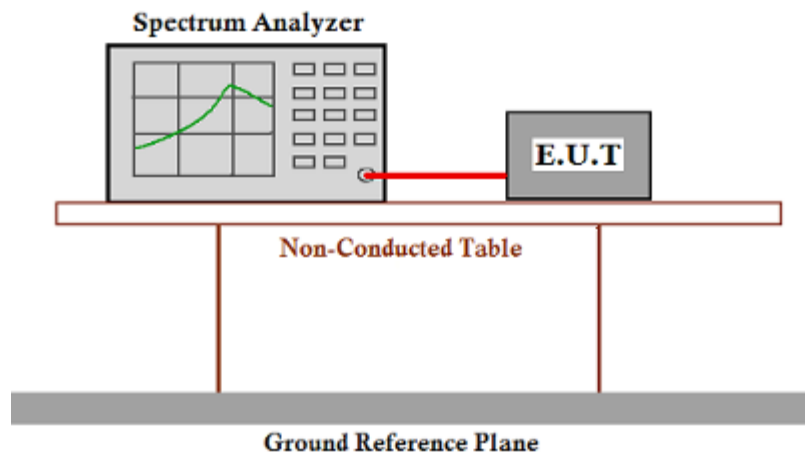 Spectrum Analyzer
E.U.T
Non-Conducted Table
Ground Reference Plane